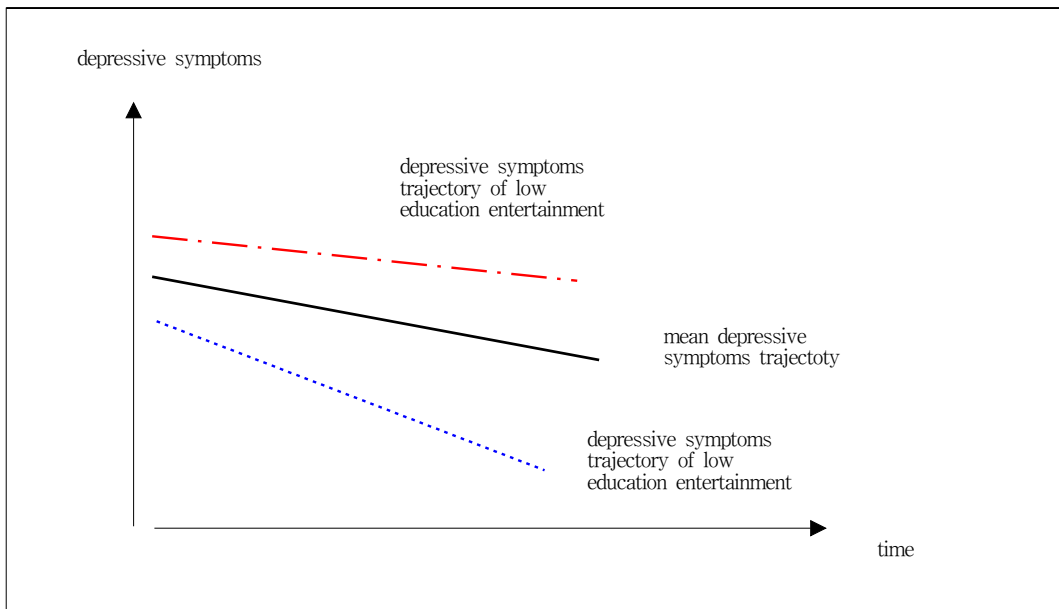 depressive symptoms
depressive symptoms
trajectory of low
education entertainment
mean depressive
symptoms trajectoty
depressive symptoms
trajectory of low
education entertainment
time